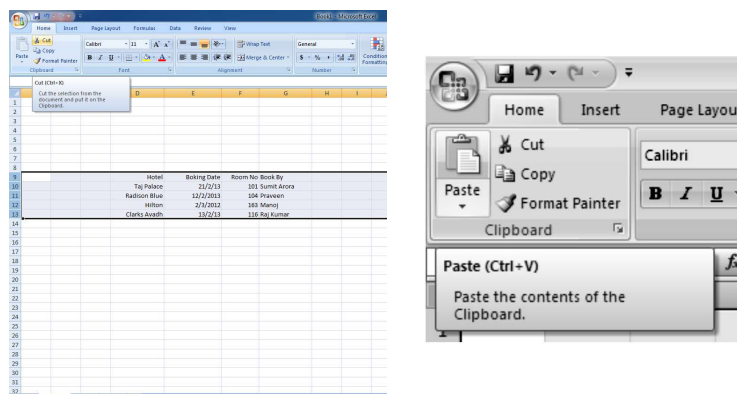 Book1 - Microsoft Excel
Home Insert Page Layout Formulas Data Review View
Cut
Copy
Format Painter
Paste
Calibri 11
B I U
Wrap Text
Merge & Center
General
$ % ,
Condition
Formatting
Clipboard Font Alignment Number
Cut (Ctrl+X)
Cut the selection from the
document and put it on the
Clipboard.
D E F G H I
1
2
3
4
5
6
7
8
9 Hotel Boking Date Room No Book By
10 Taj Palace 21/2/13 101 Sumit Arora
11 Radison Blue 12/2/2013 104 Praveen
12 Hilton 2/3/2012 163 Manoj
13 Clarks Avadh 13/2/13 116 Raj Kumar
14
15
16
17
18
19
20
21
22
23
24
25
26
27
28
29
30
31
32
Home Insert Page Layou
Cut
Copy
Format Painter
Paste
Calibri
B I U
Clipboard
Paste (Ctrl+V)
Paste the contents of the
Clipboard.
1